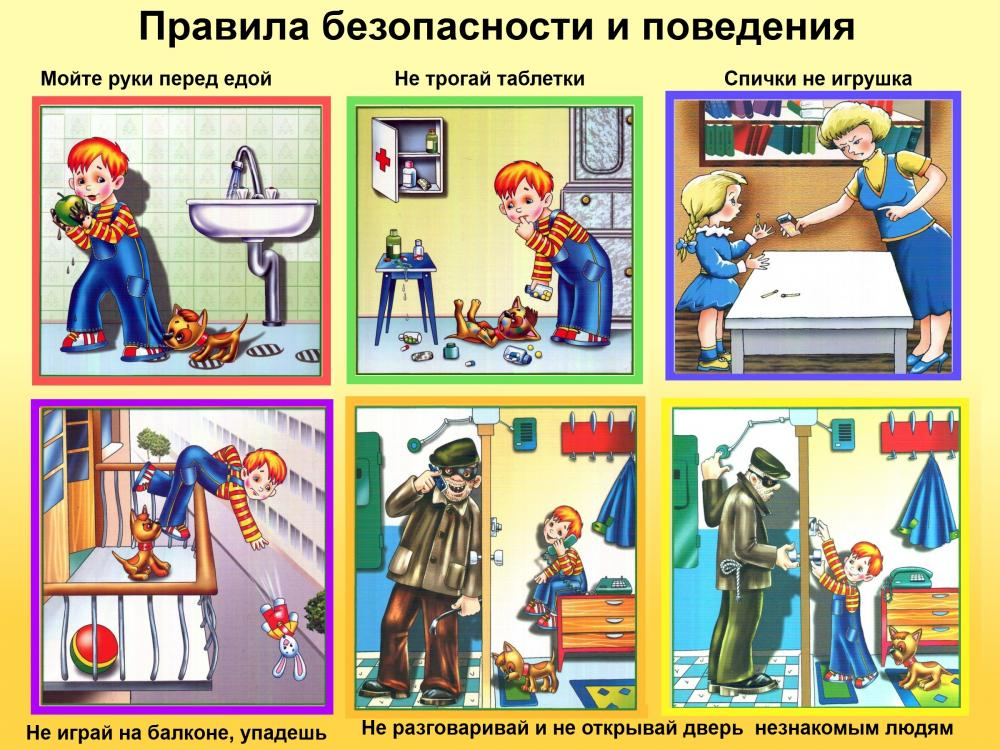 Правила безопасности и поведения
Мойте руки перед едой
Не трогай таблетки
Спички не игрушка
Не играй на балконе, упадешь
Не разговаривай и не открывай дверь незнакомым людям